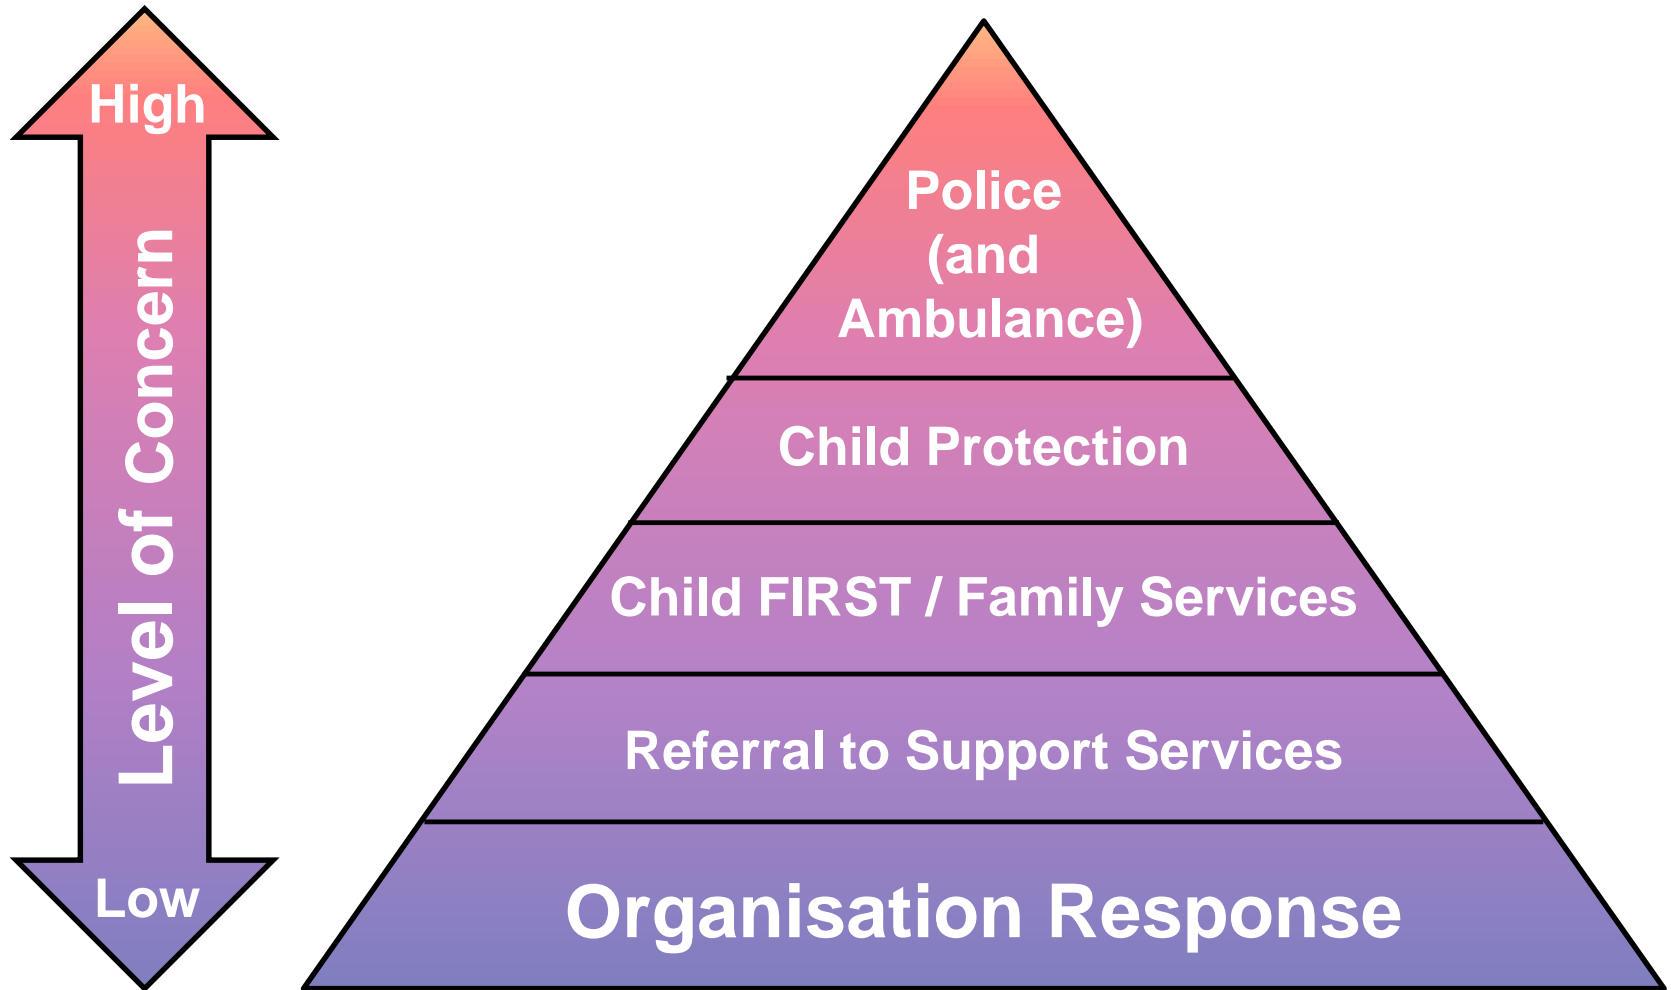 High
Level of Concern
Low
Police
(and
Ambulance)
Child Protection
Child FIRST / Family Services
Referral to Support Services
Organisation Response